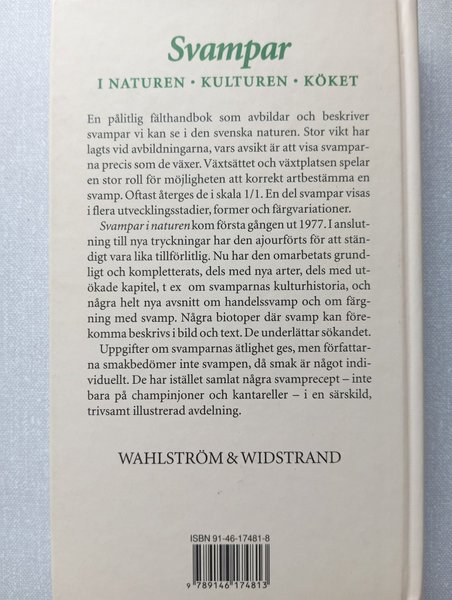 Svampar
I NATUREN • KULTUREN • KÖKET
En pålitlig fälthandbok som avbildar och beskriver
svampar vi kan se i den svenska naturen. Stor vikt har
lagts vid avbildningarna, vars avsikt är att visa svampar-
na precis som de växer. Växtsättet och växtplatsen spelar
en stor roll för möjligheten att korrekt artbestämma en
svamp. Oftast återges de i skala 1/1. En del svampar visas
i flera utvecklingsstadier, former och färgvariationer.
Svampar i naturen kom första gången ut 1977. I anslut-
ning till nya tryckningar har den ajourförts för att stän-
digt vara lika tillförlitlig. Nu har den omarbetats grund-
ligt och kompletterats, dels med nya arter, dels med ut-
ökade kapitel, t ex om svamparnas kulturhistoria, och
några helt nya avsnitt om handelssvamp och om färg-
ning med svamp. Några biotoper där svamp kan före-
komma beskrivs i bild och text. De underlättar sökandet.
Uppgifter om svamparnas ätlighet ges, men författar-
na smakbedömer inte svampen, då smak är något indi-
viduellt. De har istället samlat några svamprecept – inte
bara på champinjoner och kantareller – i en särskild,
trivsamt illustrerad avdelning.
WAHLSTRÖM & WIDSTRAND
ISBN 91-46-17481-8
9 789146 174813